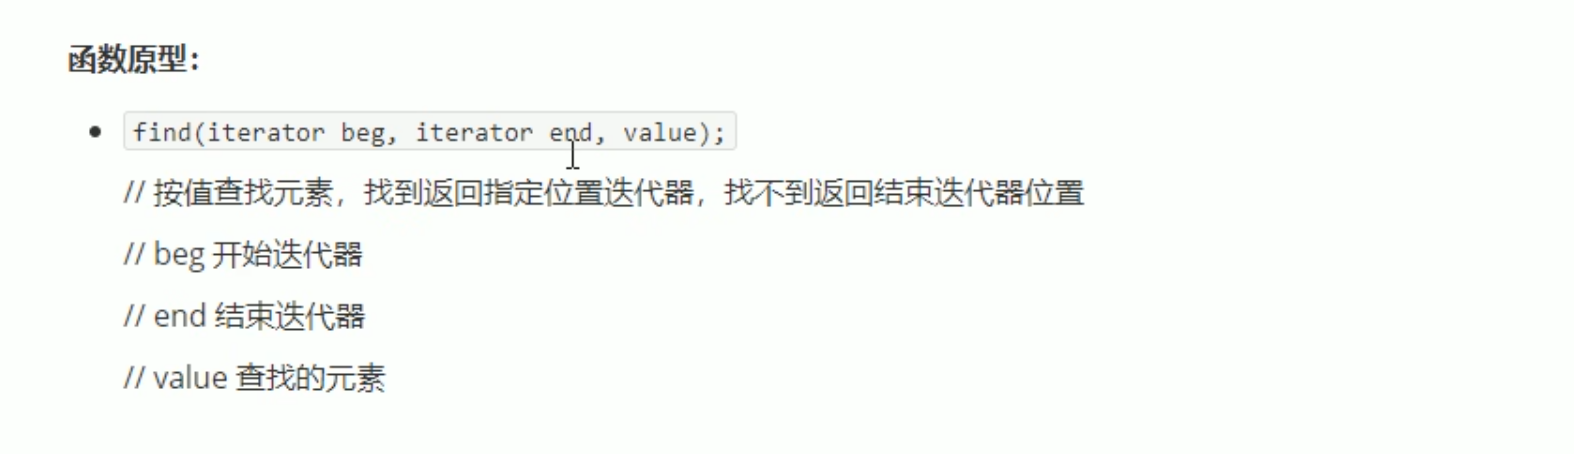 函数原型：
find(iterator beg, iterator end, value);
// 按值查找元素，找到返回指定位置迭代器，找不到返回结束迭代器位置
// beg 开始迭代器
// end 结束迭代器
// value 查找的元素